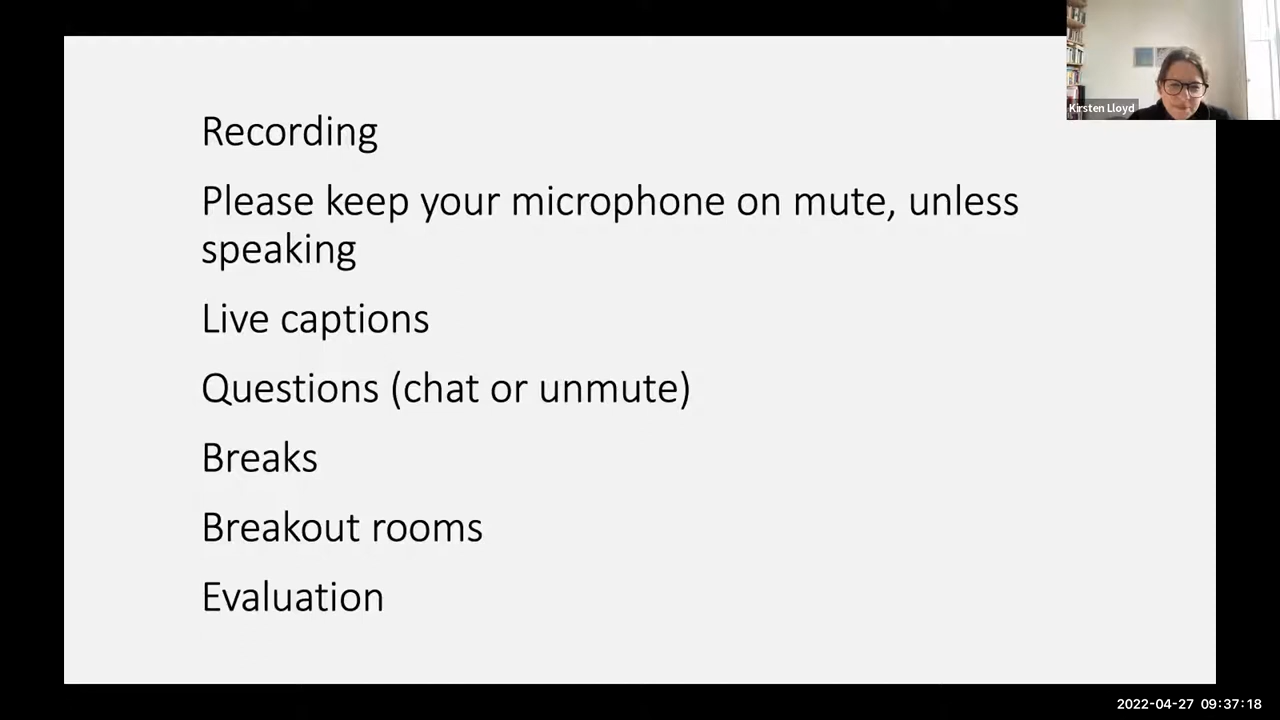 Kirsten Lloyd
Recording
Please keep your microphone on mute, unless
speaking
Live captions
Questions (chat or unmute)
Breaks
Breakout rooms
Evaluation
2022-04-27 09:37:18